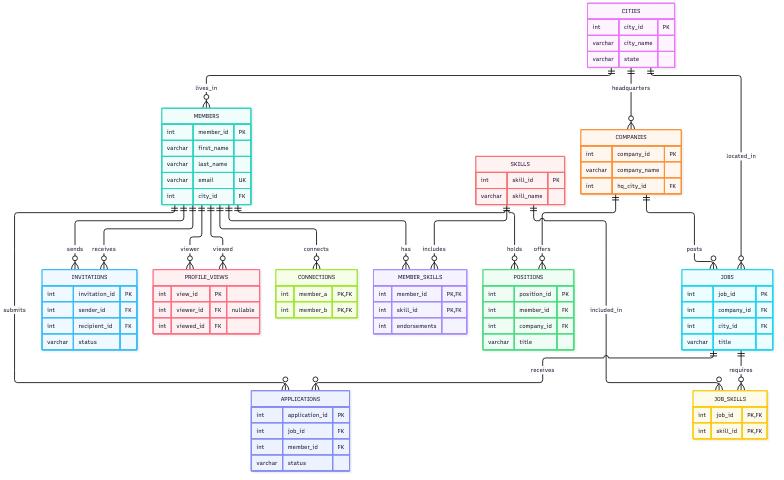 CITIES
int city_id PK
varchar city_name
varchar state
lives_in
headquarters
located_in
MEMBERS
int member_id PK
varchar first_name
varchar last_name
varchar email UK
int city_id FK
COMPANIES
int company_id PK
varchar company_name
int hq_city_id FK
SKILLS
int skill_id PK
varchar skill_name
sends
receives
viewer
viewed
connects
has
includes
holds
offers
posts
INVITATIONS
int invitation_id PK
int sender_id FK
int recipient_id FK
varchar status
PROFILE_VIEWS
int view_id PK
int viewer_id FK nullable
int viewed_id FK
CONNECTIONS
int member_a PK,FK
int member_b PK,FK
MEMBER_SKILLS
int member_id PK,FK
int skill_id PK,FK
int endorsements
POSITIONS
int position_id PK
int member_id FK
int company_id FK
varchar title
JOBS
int job_id PK
int company_id FK
int city_id FK
varchar title
submits
included_in
receives
requires
APPLICATIONS
int application_id PK
int job_id FK
int member_id FK
varchar status
JOB_SKILLS
int job_id PK,FK
int skill_id PK,FK